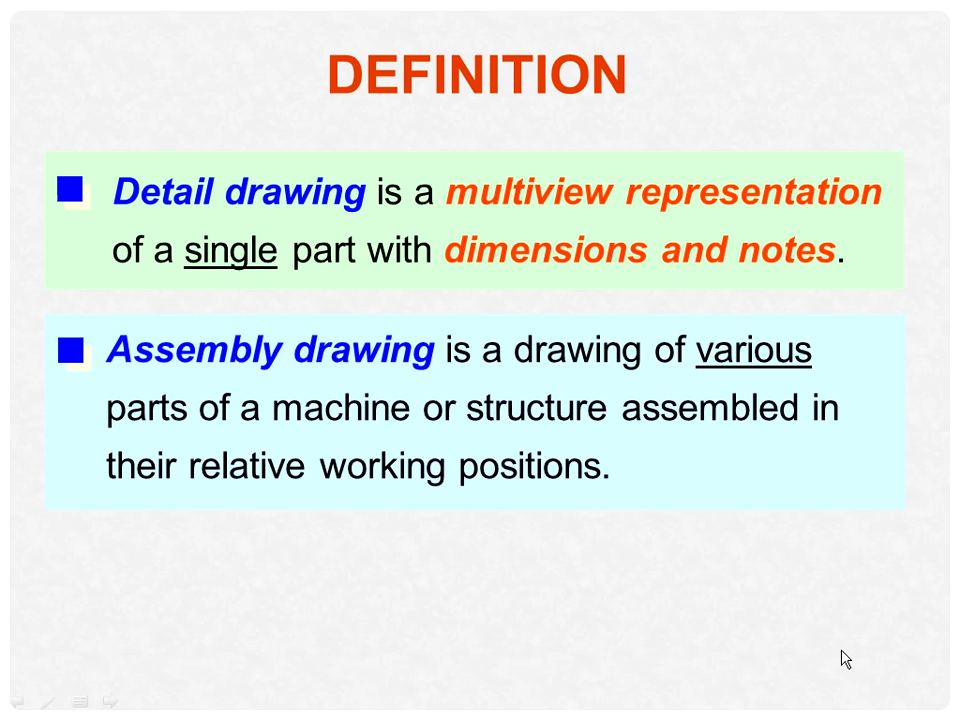 DEFINITION
Detail drawing is a multiview representation
of a single part with dimensions and notes.
Assembly drawing is a drawing of various
parts of a machine or structure assembled in
their relative working positions.